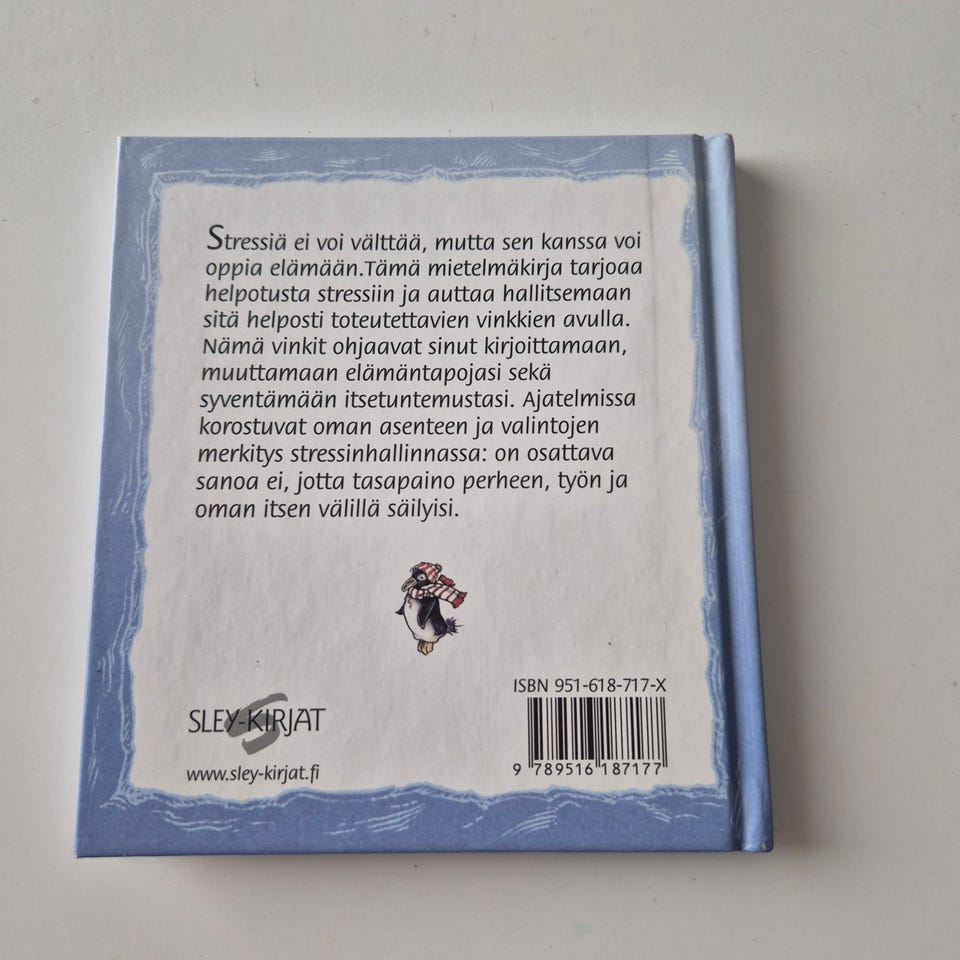 Stressiä ei voi välttää, mutta sen kanssa voi
oppia elämään.Tämä mietelmäkirja tarjoaa
helpotusta stressiin ja auttaa hallitsemaan
sitä helposti toteutettavien vinkkien avulla.
Nämä vinkit ohjaavat sinut kirjoittamaan,
muuttamaan elämäntapojasi sekä
syventämään itsetuntemustasi. Ajatelmissa
korostuvat oman asenteen ja valintojen
merkitys stressinhallinnassa: on osattava
sanoa ei, jotta tasapaino perheen, työn ja
oman itsen välillä säilyisi.
SLEY-KIRJAT
www.sley-kirjat.fi
ISBN 951-618-717-X
9 789516 187177